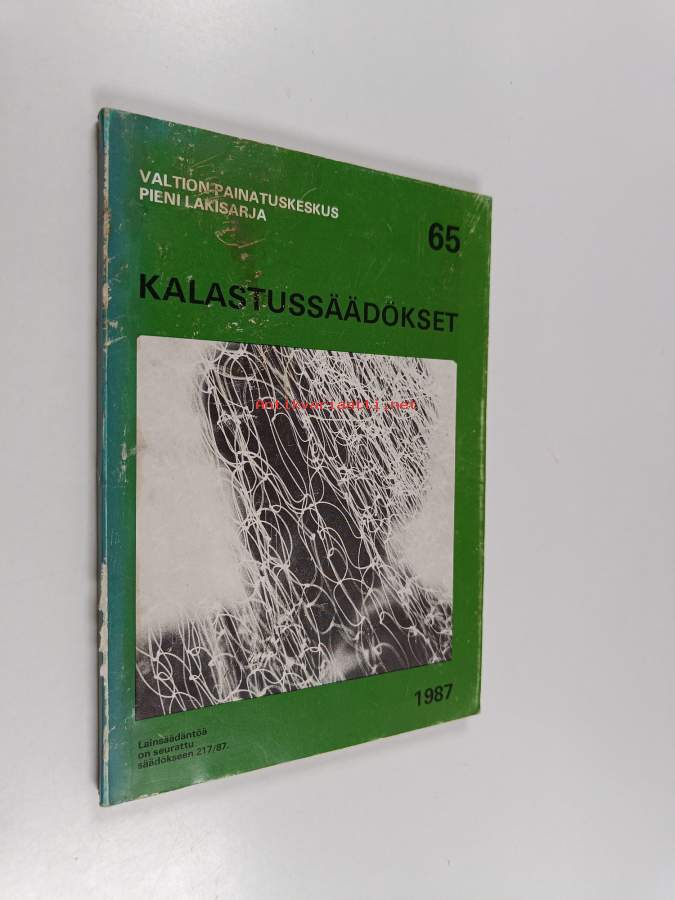 VALTION PAINATUSKESKUS
PIENI LAKISARJA
65
KALASTUSSÄÄDÖKSET
Antikvariaatti.net
1987
Lainsäädäntöä
on seurattu
säädökseen 217/87.